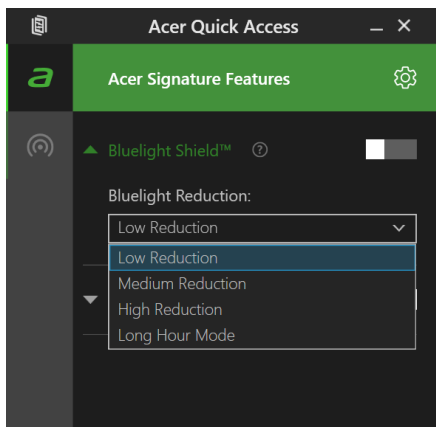 Acer Quick Access
a
Acer Signature Features
Bluelight Shield™ ?
Bluelight Reduction:
Low Reduction
Low Reduction
Medium Reduction
High Reduction
Long Hour Mode